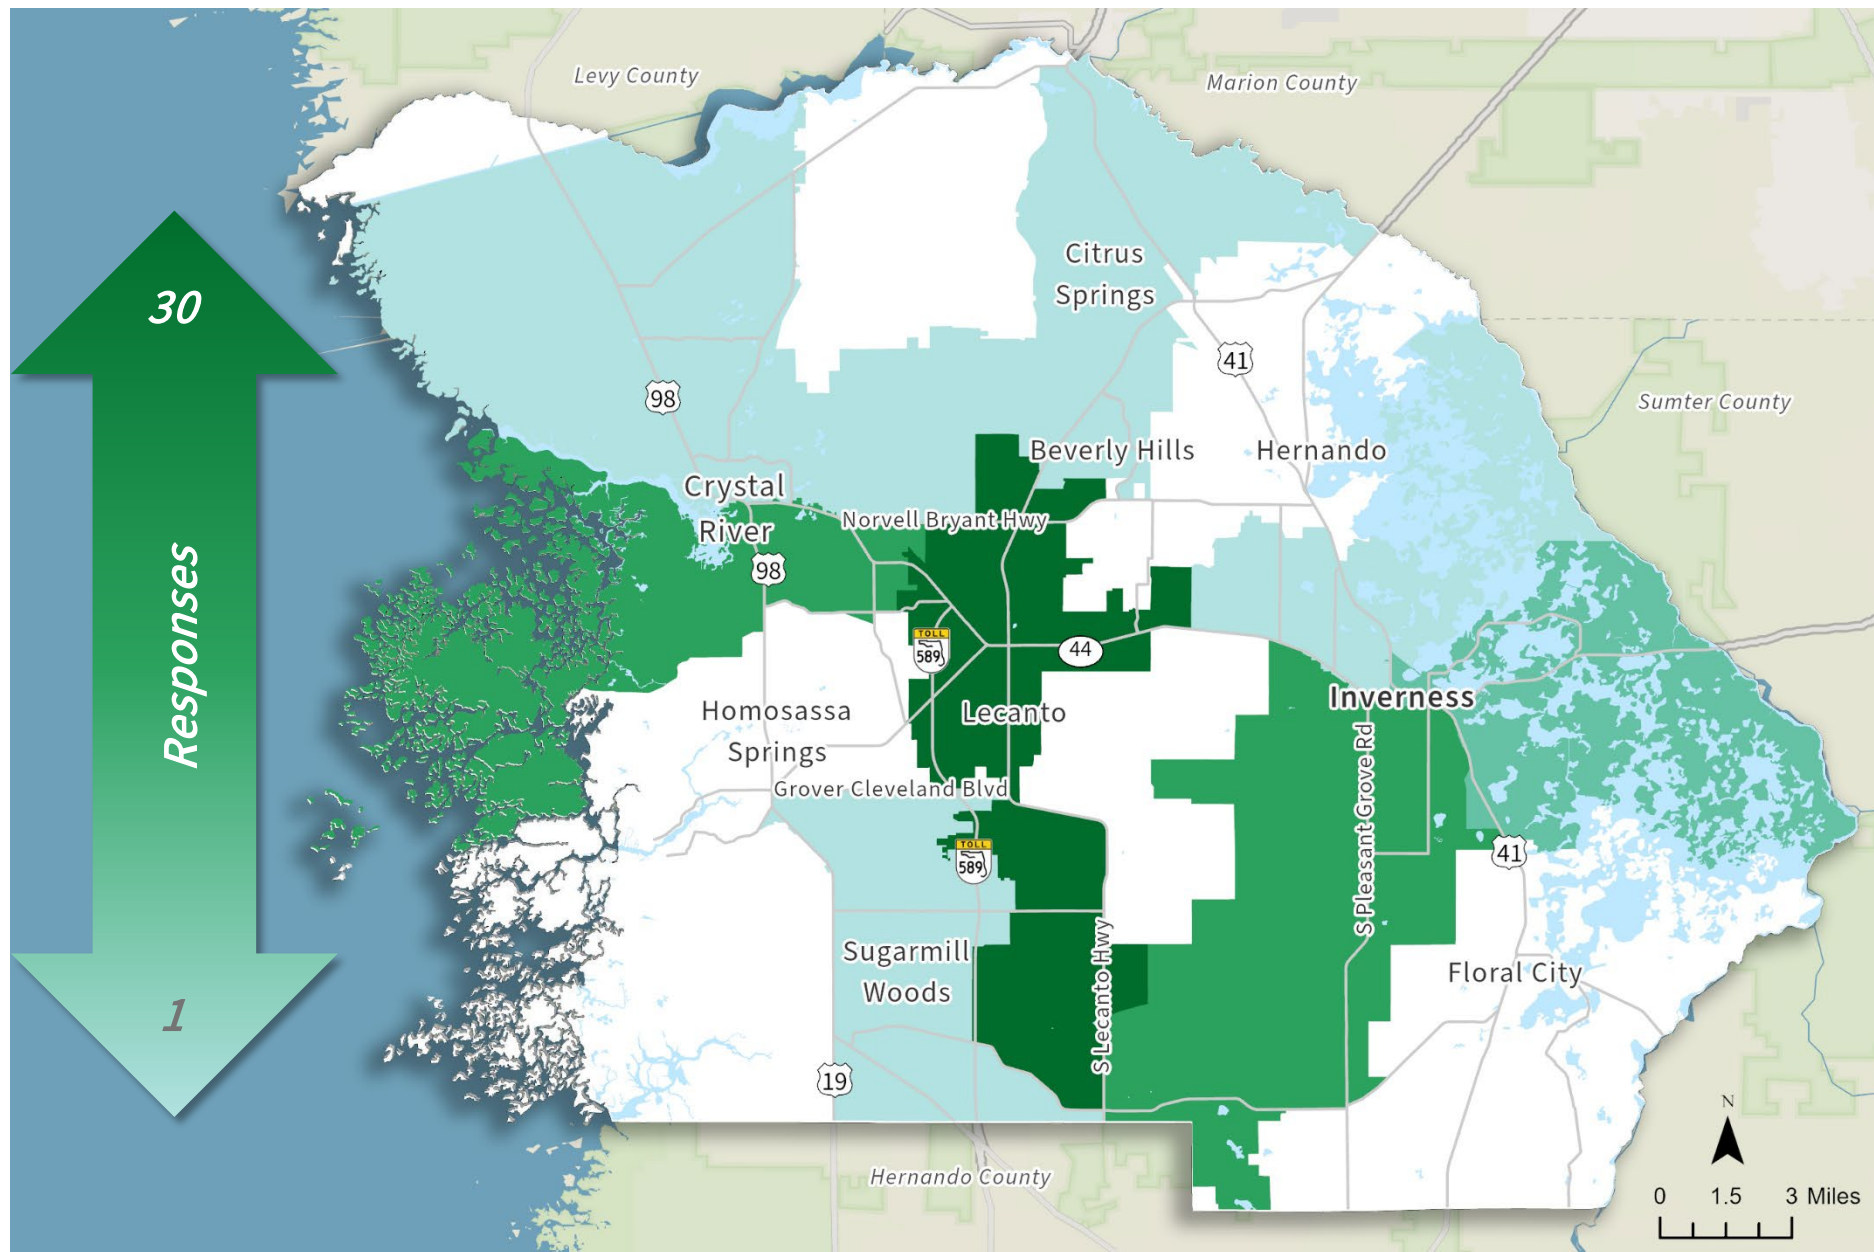 Levy County
Marion County
Citrus
Springs
30
41
98
Sumter County
Beverly Hills
Hernando
Crystal
River
Norvell Bryant Hwy
98
Responses
TOLL
589
44
Inverness
Homosassa
Springs
Lecanto
S Pleasant Grove Rd
Grover Cleveland Blvd
TOLL
589
41
Sugarmill
Woods
S Lecanto Hwy
Floral City
1
19
N
Hernando County
0 1.5 3 Miles